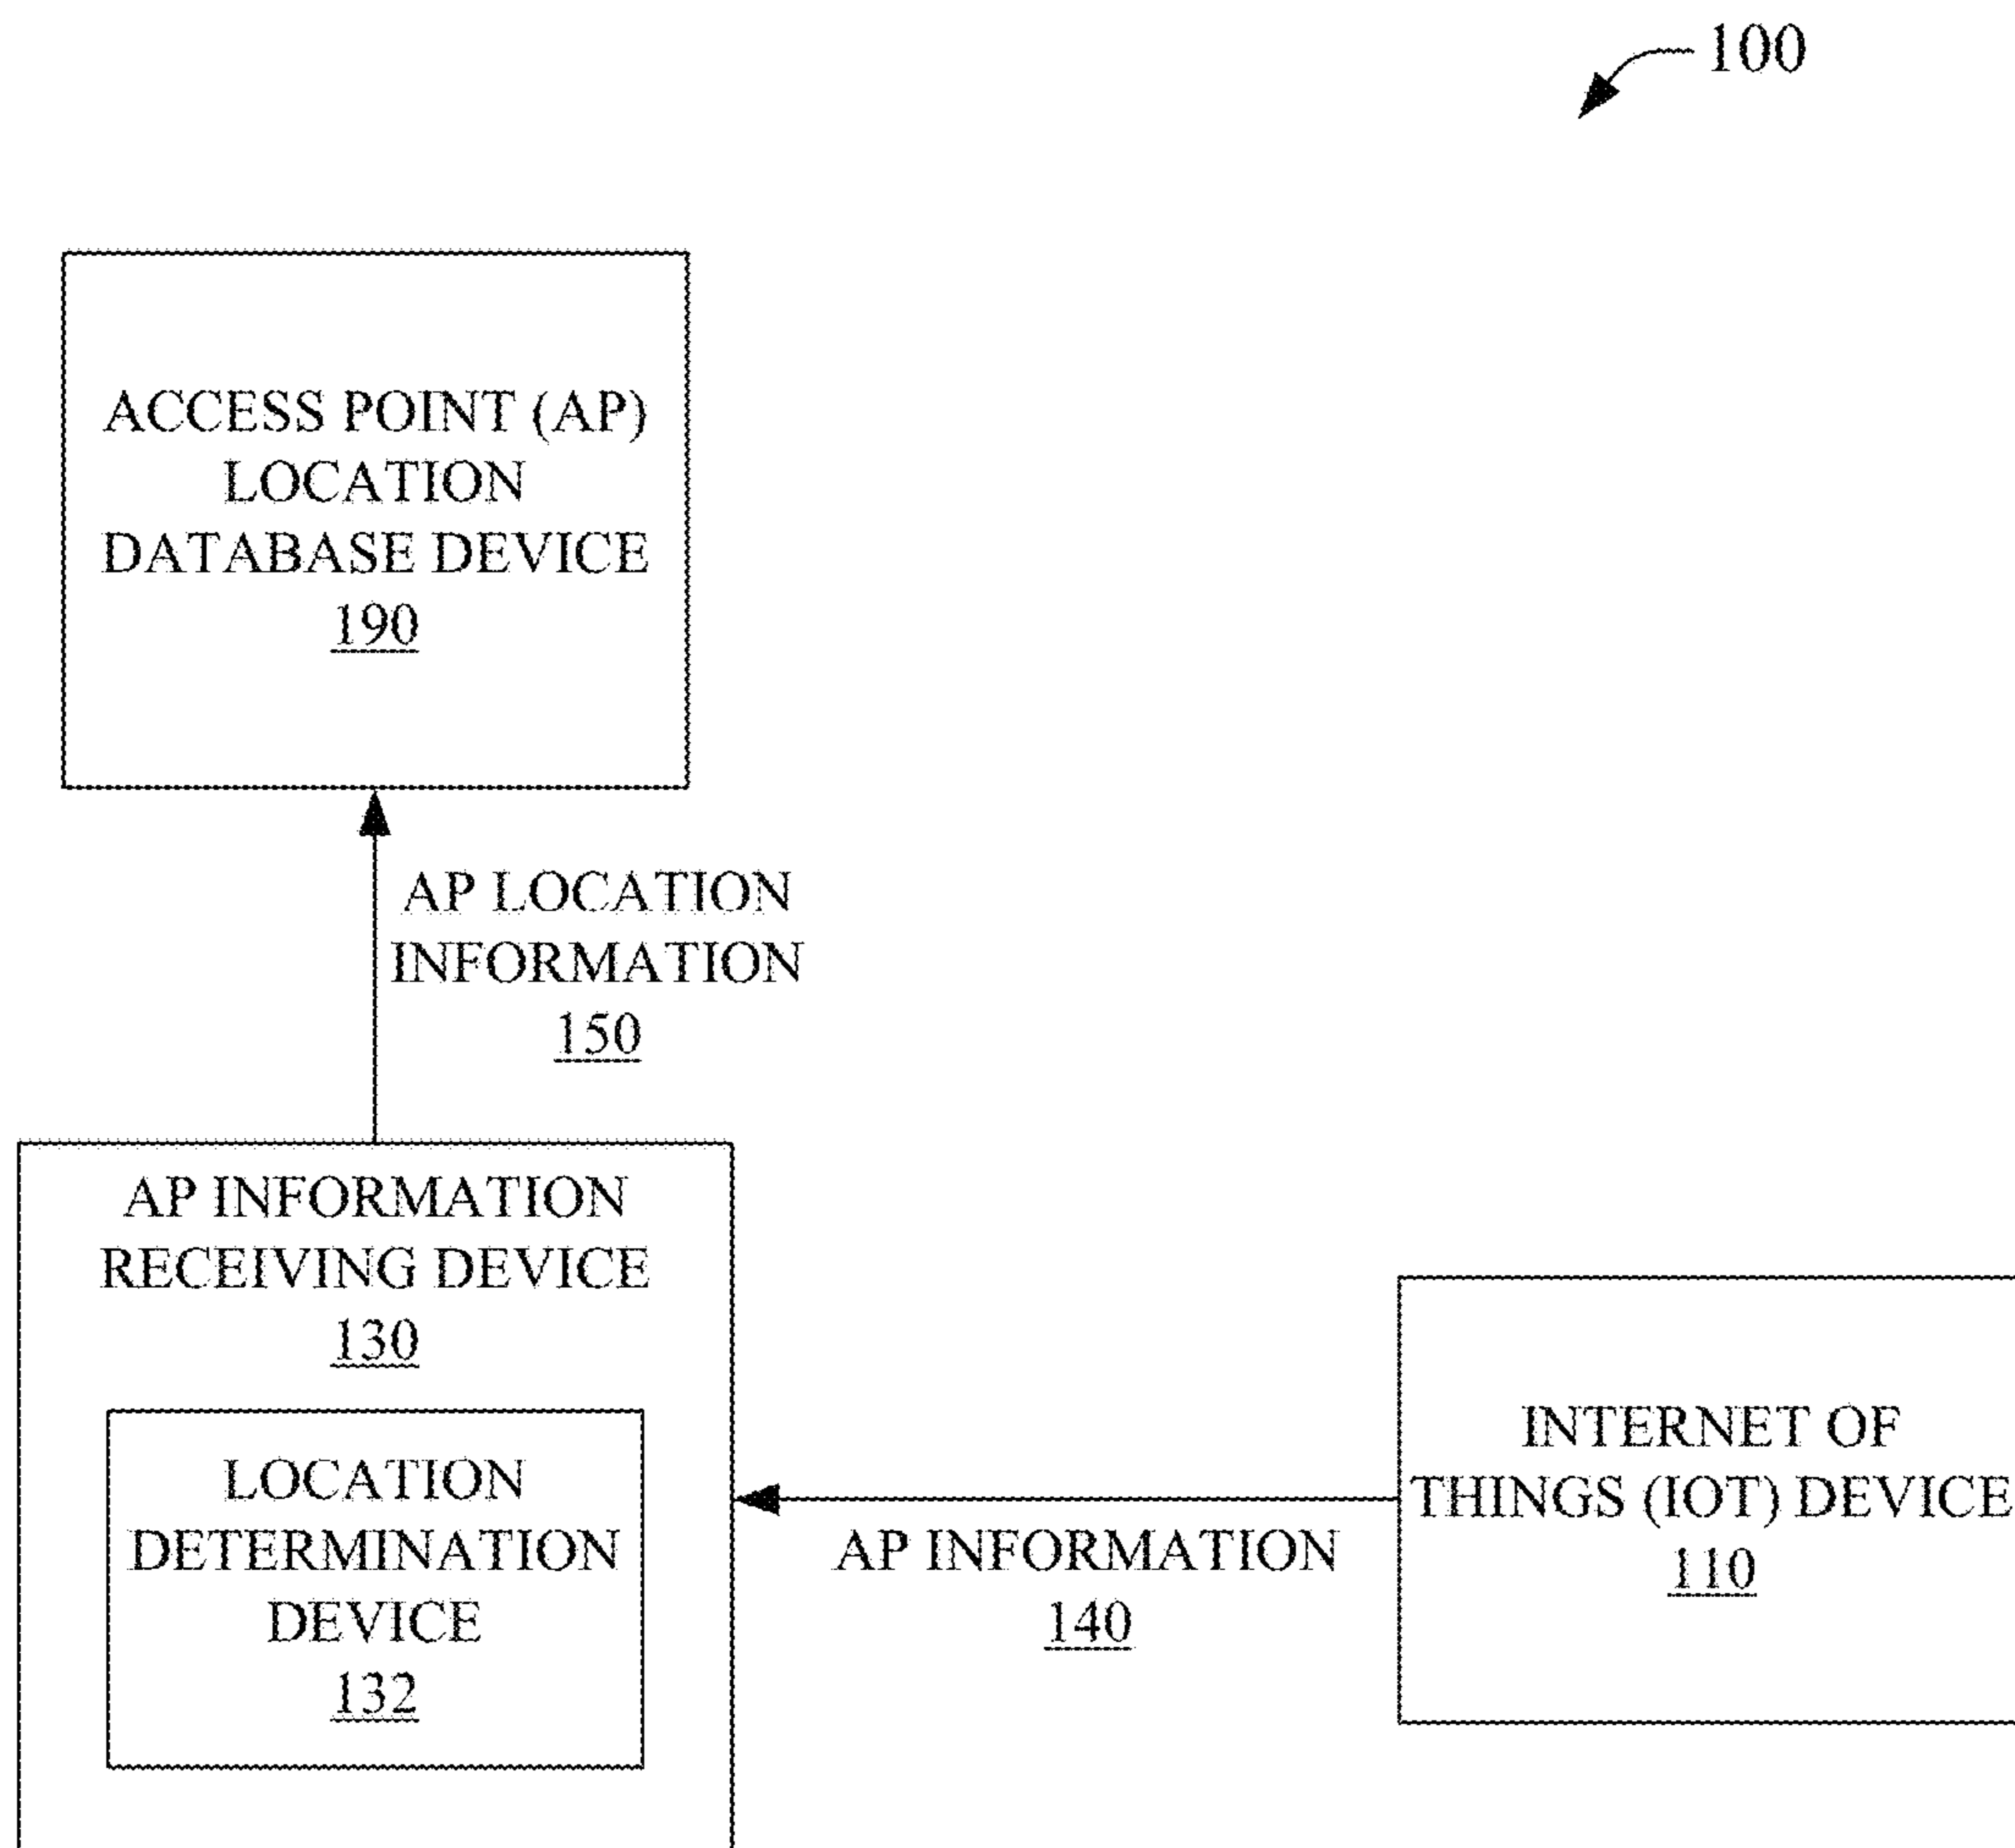 100
ACCESS POINT (AP)
LOCATION
DATABASE DEVICE
190
AP LOCATION
INFORMATION
150
AP INFORMATION
RECEIVING DEVICE
130
LOCATION
DETERMINATION
DEVICE
132
AP INFORMATION
140
INTERNET OF
THINGS (IOT) DEVICE
110